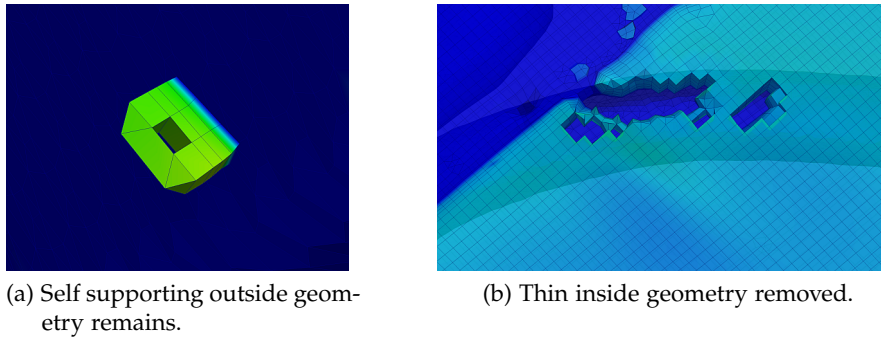 (a) Self supporting outside geom-
etry remains.
(b) Thin inside geometry removed.